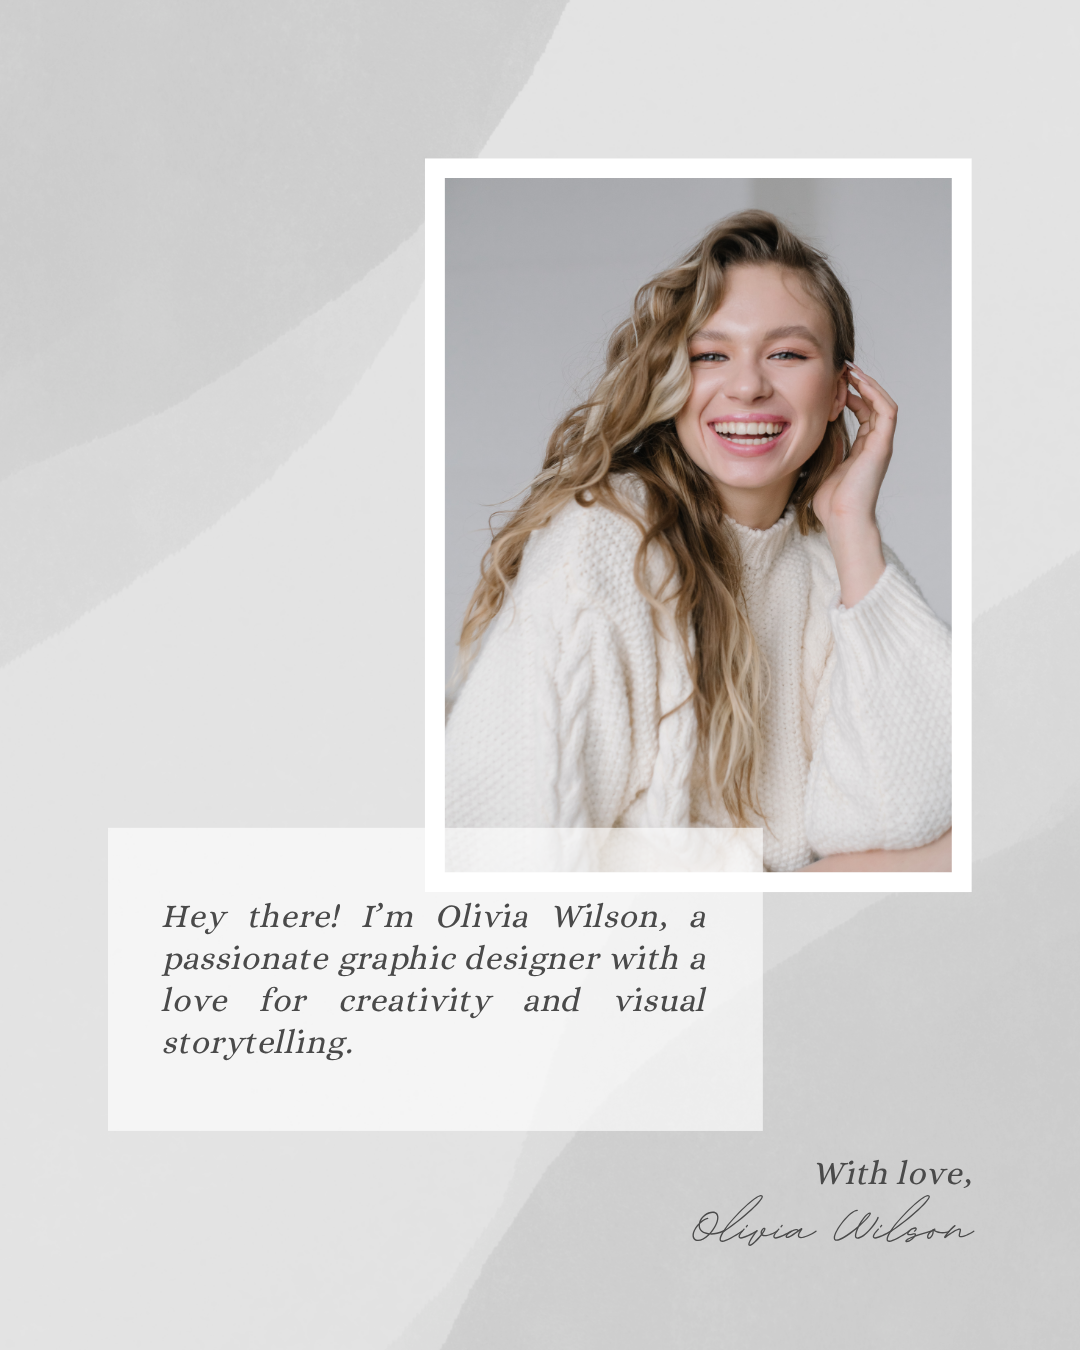 Hey there! I’m Olivia Wilson, a
passionate graphic designer with a
love for creativity and visual
storytelling.
With love,
Olivia Wilson